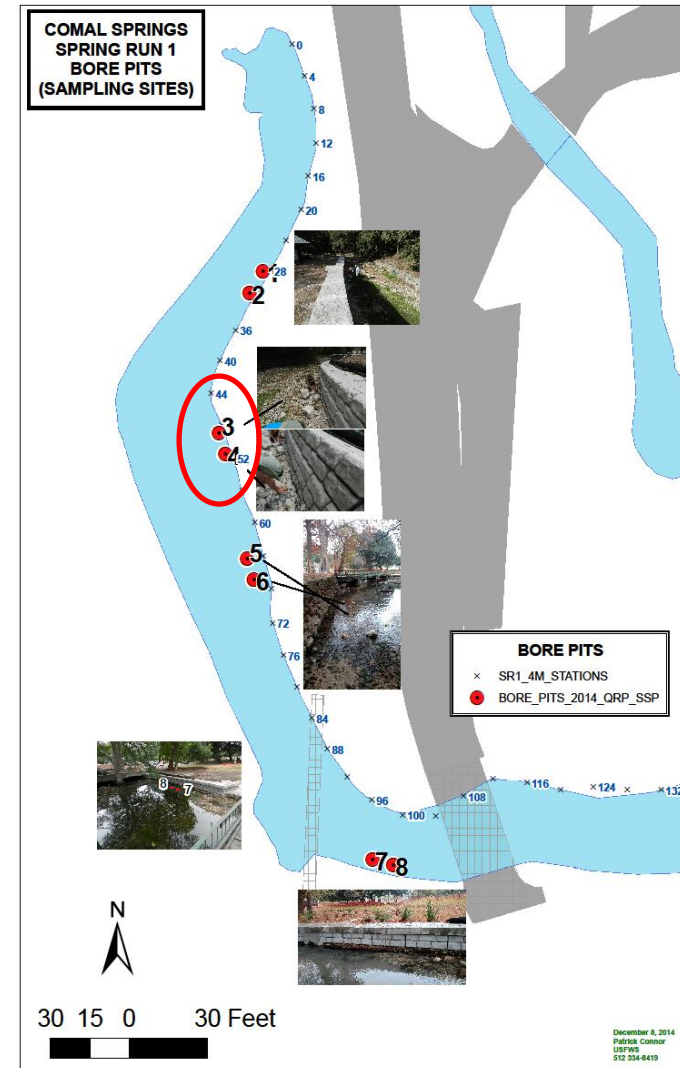 COMAL SPRINGS
SPRING RUN 1
BORE PITS
(SAMPLING SITES)
0
4
8
12
16
20
1
28
2
36
40
44
3
4
52
60
5
6
72
76
84
88
96
100
108
116
124
132
BORE PITS
SR1_4M_STATIONS
BORE_PITS_2014_QRP_SSP
8
7
7
8
N
30 15 0 30 Feet
December 8, 2014
Patrick Connor
USFWS
512 334-8419